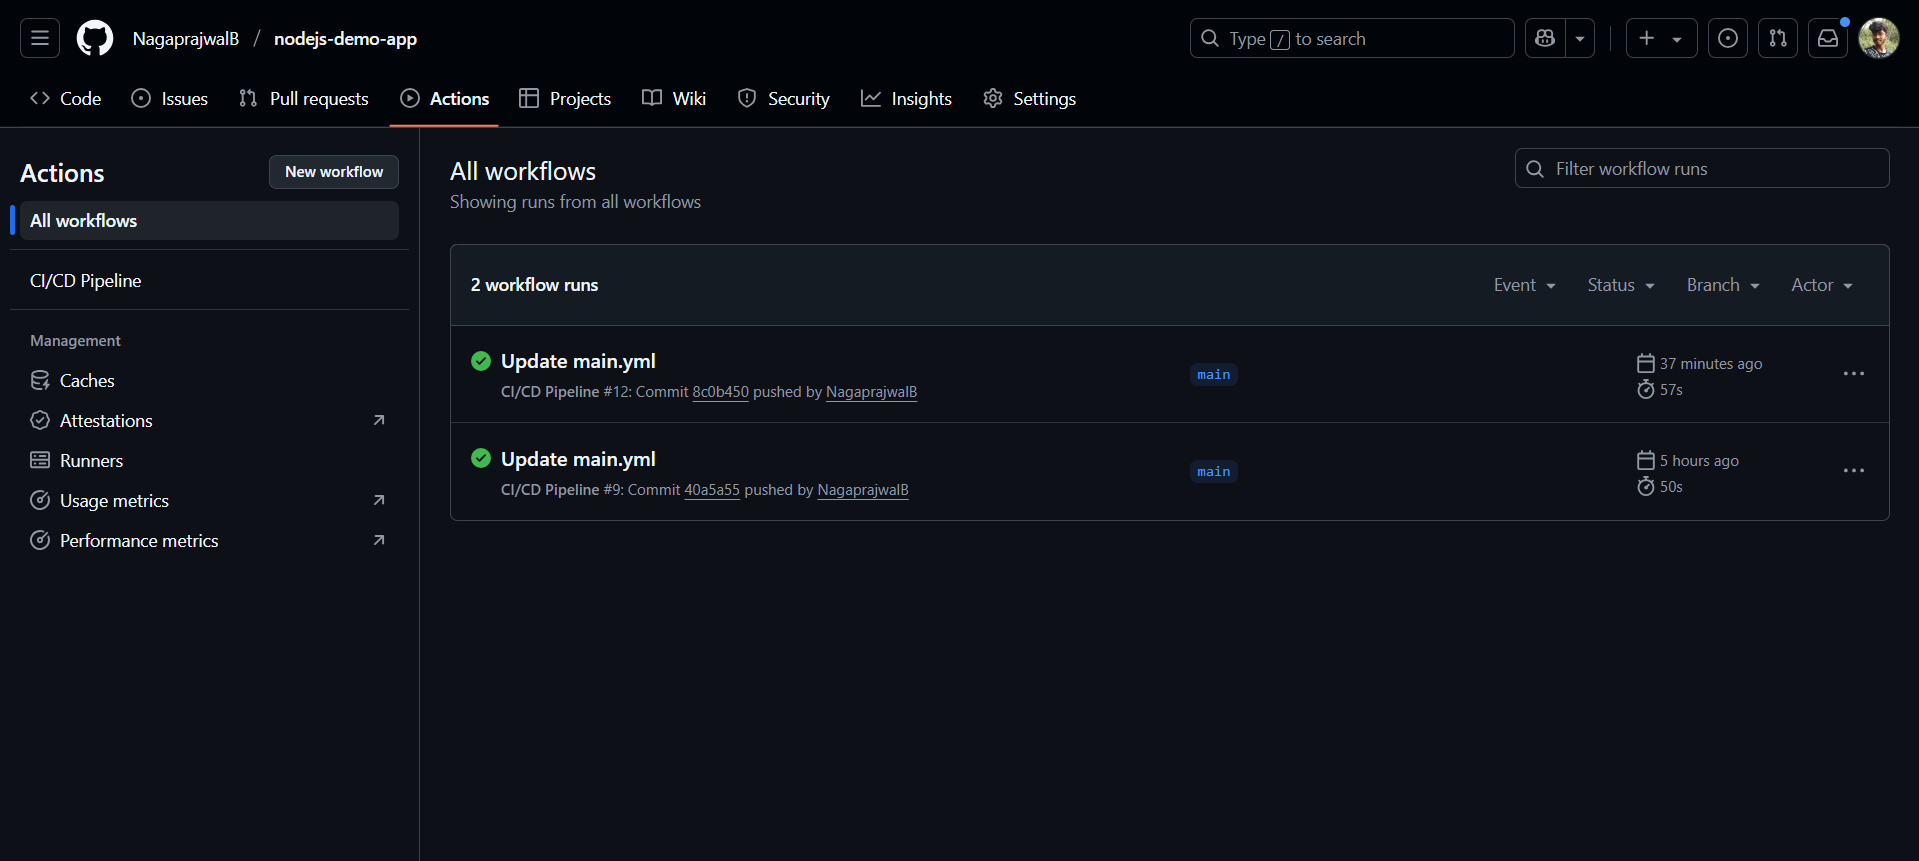 NagaprajwalB / nodejs-demo-app
Type / to search
Code
Issues
Pull requests
Actions
Projects
Wiki
Security
Insights
Settings
Actions
New workflow
All workflows
CI/CD Pipeline
Management
Caches
Attestations
Runners
Usage metrics
Performance metrics
All workflows
Showing runs from all workflows
Filter workflow runs
2 workflow runs
Event
Status
Branch
Actor
Update main.yml
CI/CD Pipeline #12: Commit 8c0b450 pushed by NagaprajwalB
main
37 minutes ago
57s
Update main.yml
CI/CD Pipeline #9: Commit 40a5a55 pushed by NagaprajwalB
main
5 hours ago
50s